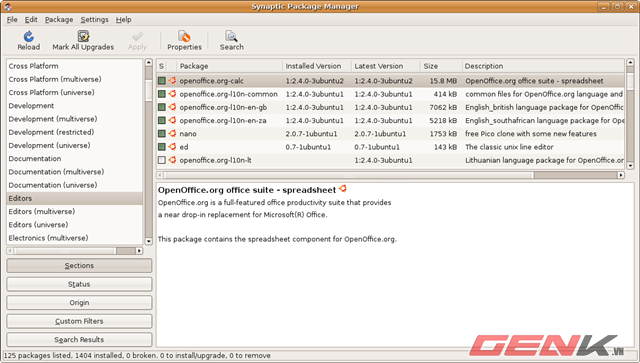 Synaptic Package Manager
File Edit Package Settings Help
Reload Mark All Upgrades Apply Properties Search
Cross Platform
Cross Platform (multiverse)
Cross Platform (universe)
Development
Development (multiverse)
Development (restricted)
Development (universe)
Documentation
Documentation (multiverse)
Documentation (universe)
Editors
Editors (multiverse)
Editors (universe)
Electronics (multiverse)
Sections
Status
Origin
Custom Filters
Search Results
S Package Installed Version Latest Version Size Description
openoffice.org-calc 1:2.4.0-3ubuntu2 1:2.4.0-3ubuntu2 15.8 MB OpenOffice.org office suite - spreadsheet
openoffice.org-l10n-common 1:2.4.0-3ubuntu1 1:2.4.0-3ubuntu1 414 kB common files for OpenOffice.org language and
openoffice.org-l10n-en-gb 1:2.4.0-3ubuntu1 1:2.4.0-3ubuntu1 7062 kB English_british language package for OpenOffic
openoffice.org-l10n-en-za 1:2.4.0-3ubuntu1 1:2.4.0-3ubuntu1 5218 kB English_southafrican language package for Ope
nano 2.0.7-1ubuntu1 2.0.7-1ubuntu1 1753 kB free Pico clone with some new features
ed 0.7-1ubuntu1 0.7-1ubuntu1 143 kB The classic unix line editor
openoffice.org-l10n-lt 1:2.4.0-3ubuntu1 Lithuanian language package for OpenOffice.or
OpenOffice.org office suite - spreadsheet
OpenOffice.org is a full-featured office productivity suite that provides
a near drop-in replacement for Microsoft(R) Office.
This package contains the spreadsheet component for OpenOffice.org.
125 packages listed, 1404 installed, 0 broken. 0 to install/upgrade, 0 to remove
GENK.VN